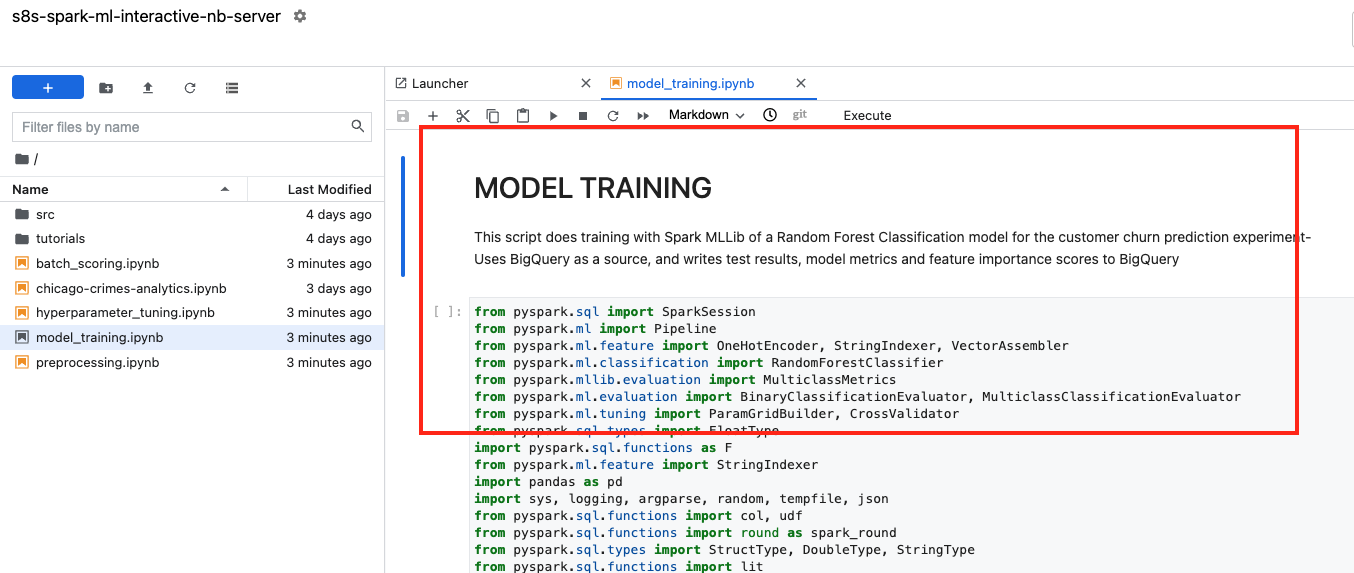 s8s-spark-ml-interactive-nb-server
Launcher
model_training.ipynb
Filter files by name
Markdown
git
Execute
/
Name
Last Modified
src
4 days ago
tutorials
4 days ago
batch_scoring.ipynb
3 minutes ago
chicago-crimes-analytics.ipynb
3 days ago
hyperparameter_tuning.ipynb
3 minutes ago
model_training.ipynb
3 minutes ago
preprocessing.ipynb
3 minutes ago
MODEL TRAINING
This script does training with Spark MLLib of a Random Forest Classification model for the customer churn prediction experiment-
Uses BigQuery as a source, and writes test results, model metrics and feature importance scores to BigQuery
[ ]:
from pyspark.sql import SparkSession
from pyspark.ml import Pipeline
from pyspark.ml.feature import OneHotEncoder, StringIndexer, VectorAssembler
from pyspark.ml.classification import RandomForestClassifier
from pyspark.mllib.evaluation import MulticlassMetrics
from pyspark.ml.evaluation import BinaryClassificationEvaluator, MulticlassClassificationEvaluator
from pyspark.ml.tuning import ParamGridBuilder, CrossValidator
from pyspark.sql.types import FloatType
import pyspark.sql.functions as F
from pyspark.ml.feature import StringIndexer
import pandas as pd
import sys, logging, argparse, random, tempfile, json
from pyspark.sql.functions import col, udf
from pyspark.sql.functions import round as spark_round
from pyspark.sql.types import StructType, DoubleType, StringType
from pyspark.sql.functions import lit